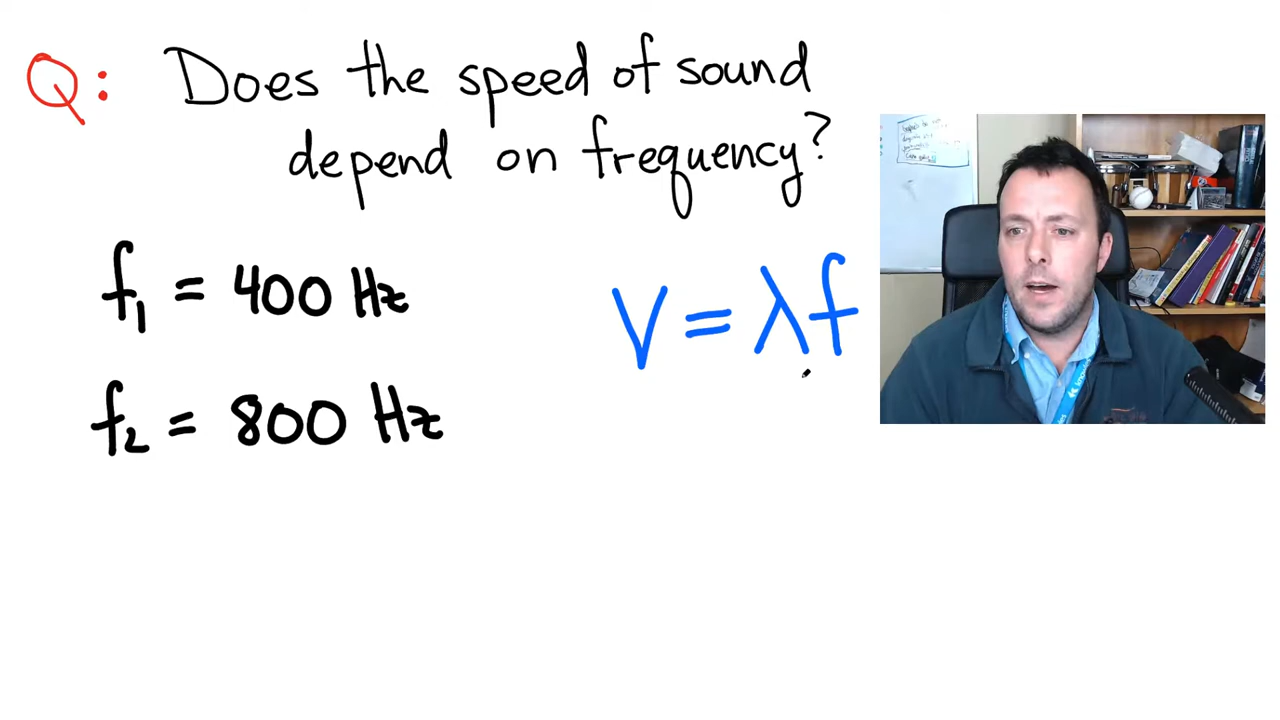 Q: Does the speed of sound
depend on frequency?
f₁ = 400 Hz
v = λf
f₂ = 800 Hz